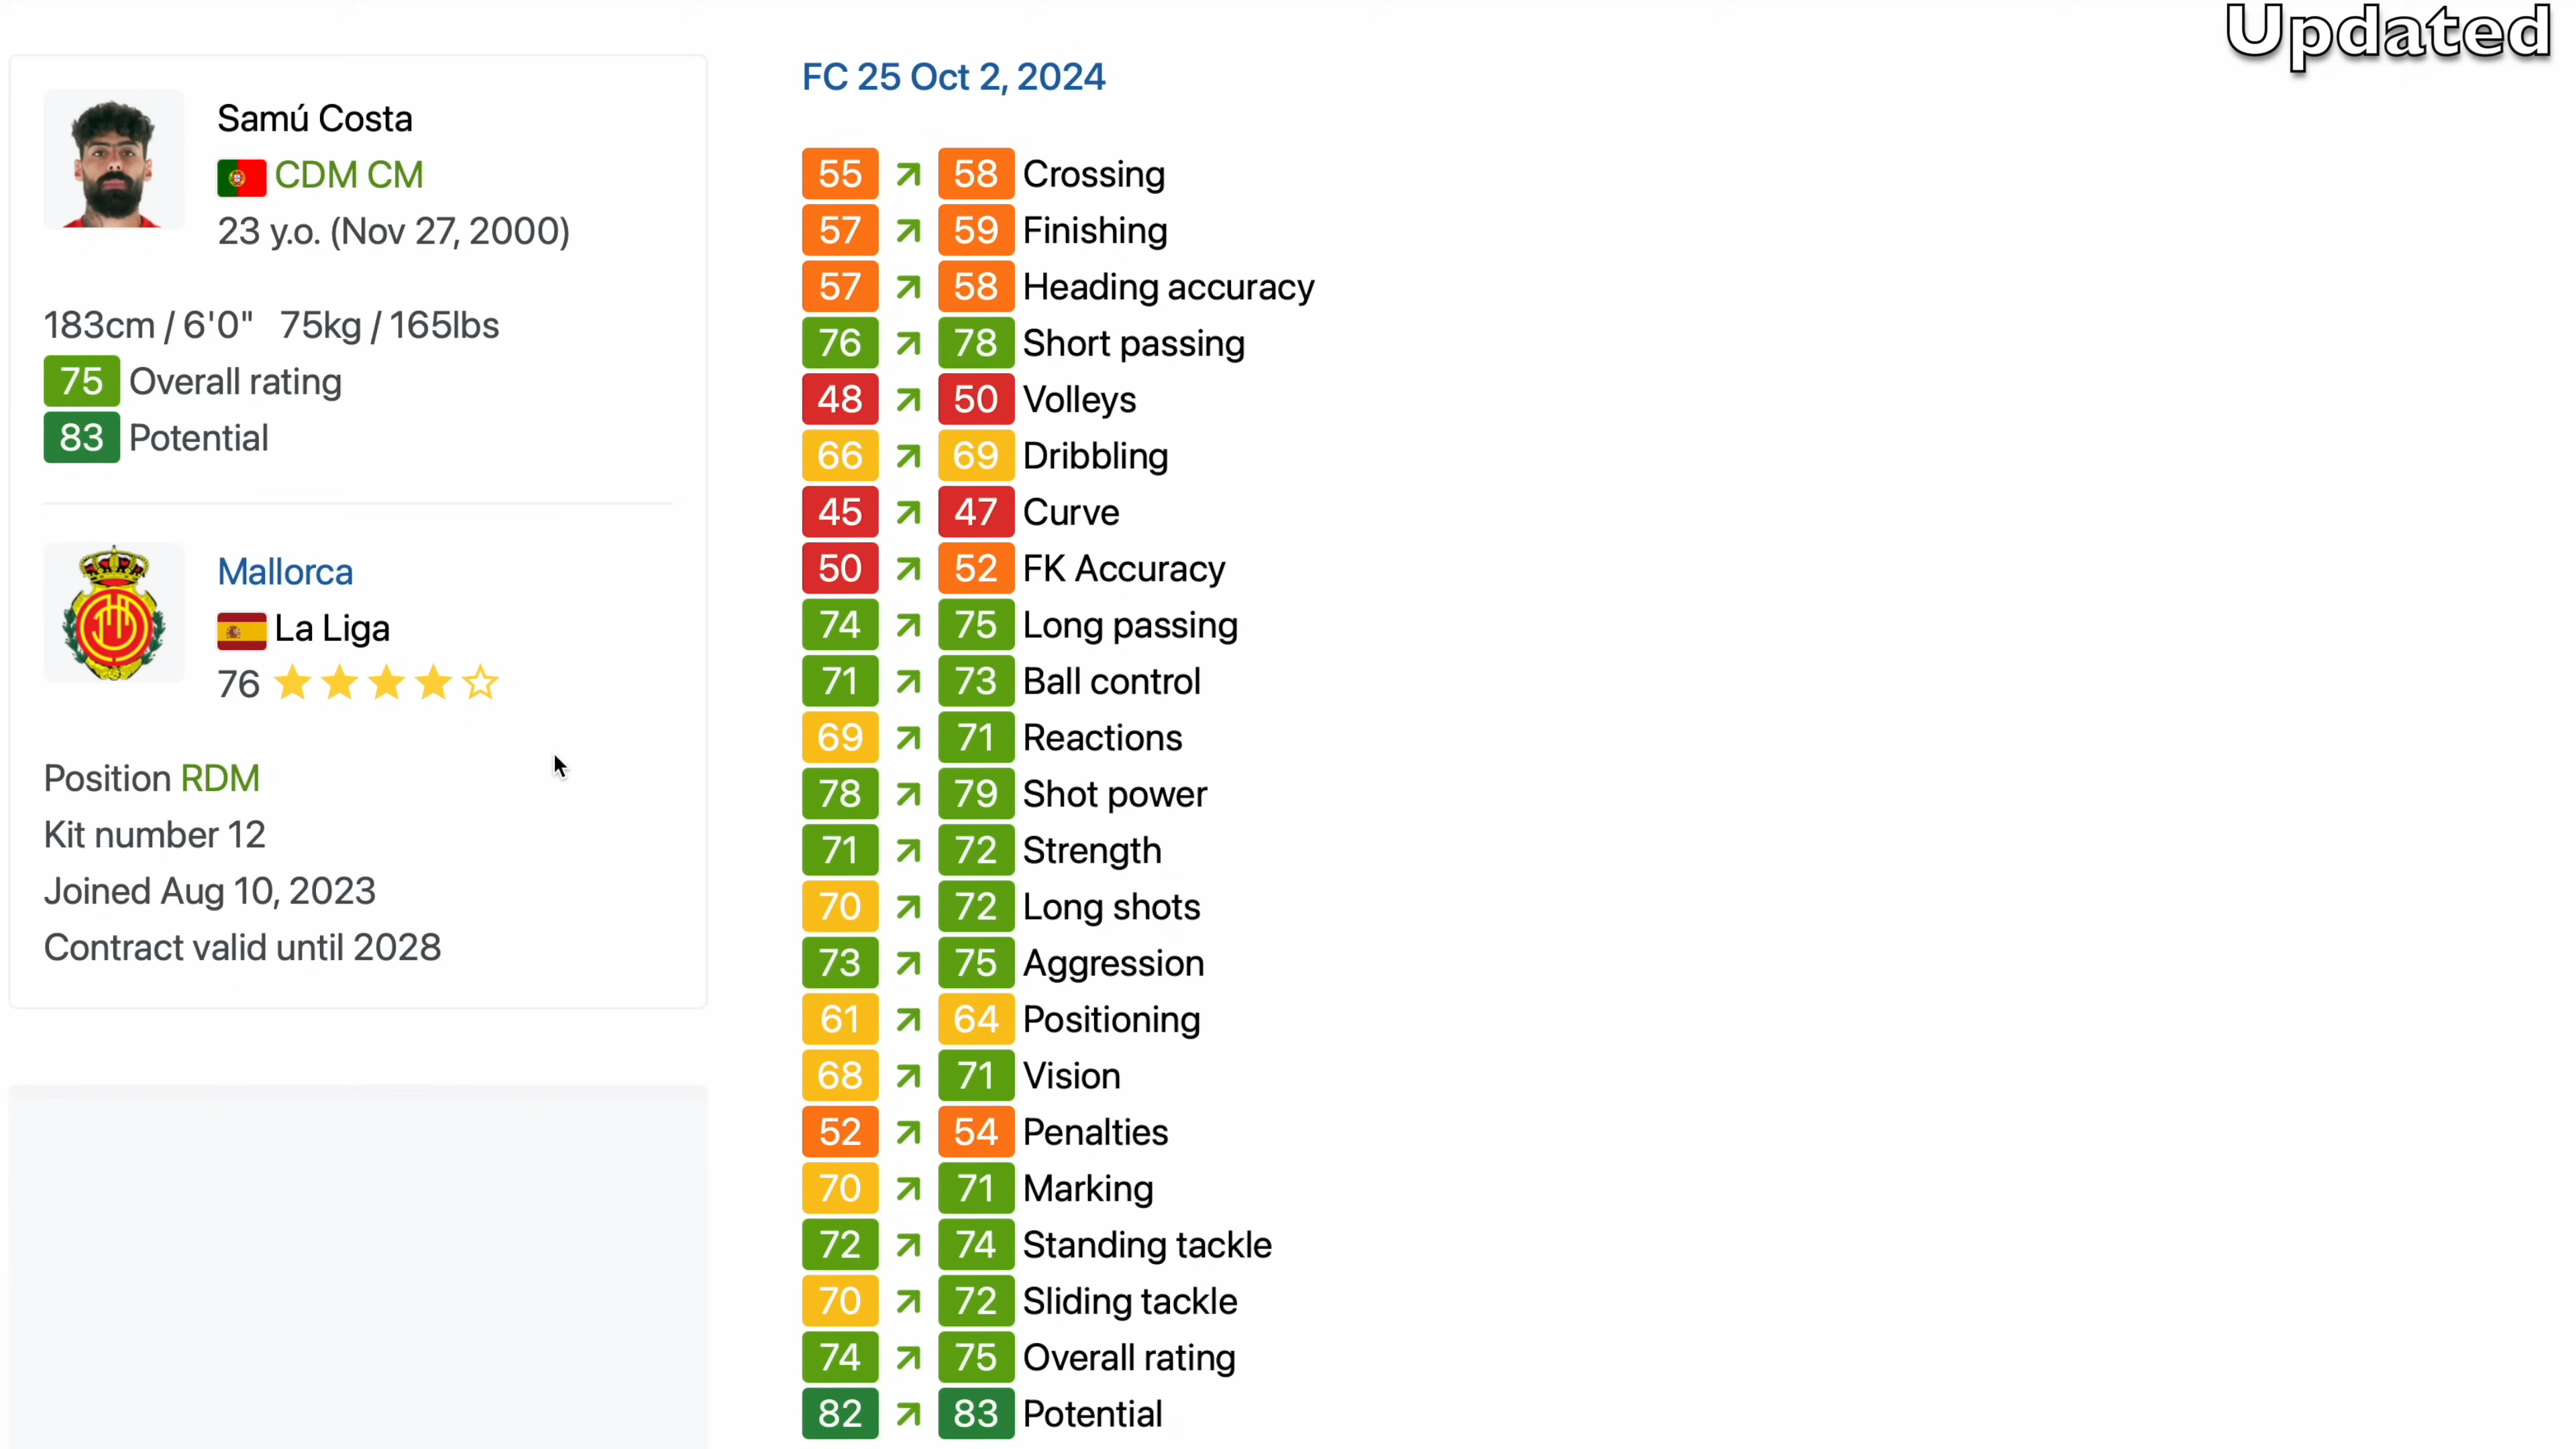 Updated
Samú Costa
CDM CM
23 y.o. (Nov 27, 2000)
183cm / 6'0" 75kg / 165lbs
75 Overall rating
83 Potential
Mallorca
La Liga
76
Position RDM
Kit number 12
Joined Aug 10, 2023
Contract valid until 2028
FC 25 Oct 2, 2024
55 58 Crossing
57 59 Finishing
57 58 Heading accuracy
76 78 Short passing
48 50 Volleys
66 69 Dribbling
45 47 Curve
50 52 FK Accuracy
74 75 Long passing
71 73 Ball control
69 71 Reactions
78 79 Shot power
71 72 Strength
70 72 Long shots
73 75 Aggression
61 64 Positioning
68 71 Vision
52 54 Penalties
70 71 Marking
72 74 Standing tackle
70 72 Sliding tackle
74 75 Overall rating
82 83 Potential